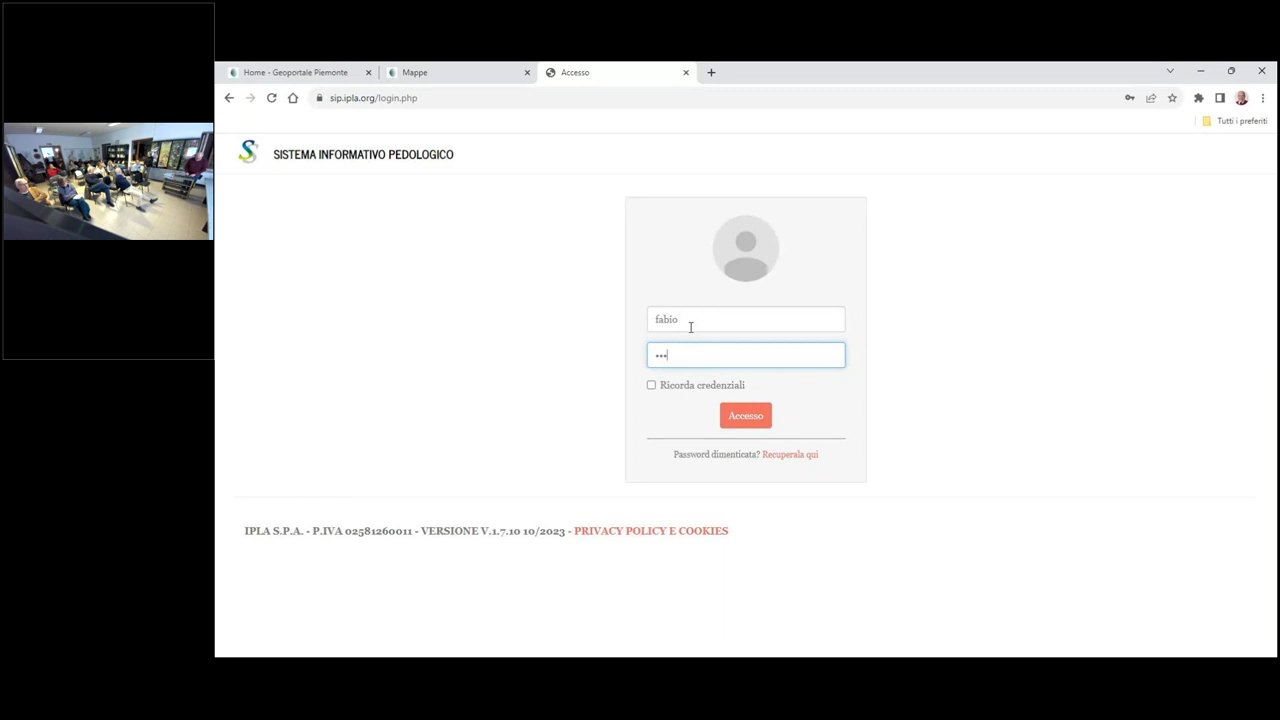 Home - Geoportale Piemonte
Mappe
Accesso
sip.ipla.org/login.php
Tutti i preferiti
SISTEMA INFORMATIVO PEDOLOGICO
fabio
•••
Ricorda credenziali
Accesso
Password dimenticata? Recuperala qui
IPLA S.P.A. - P.IVA 02581260011 - VERSIONE V.1.7.10 10/2023 - PRIVACY POLICY E COOKIES